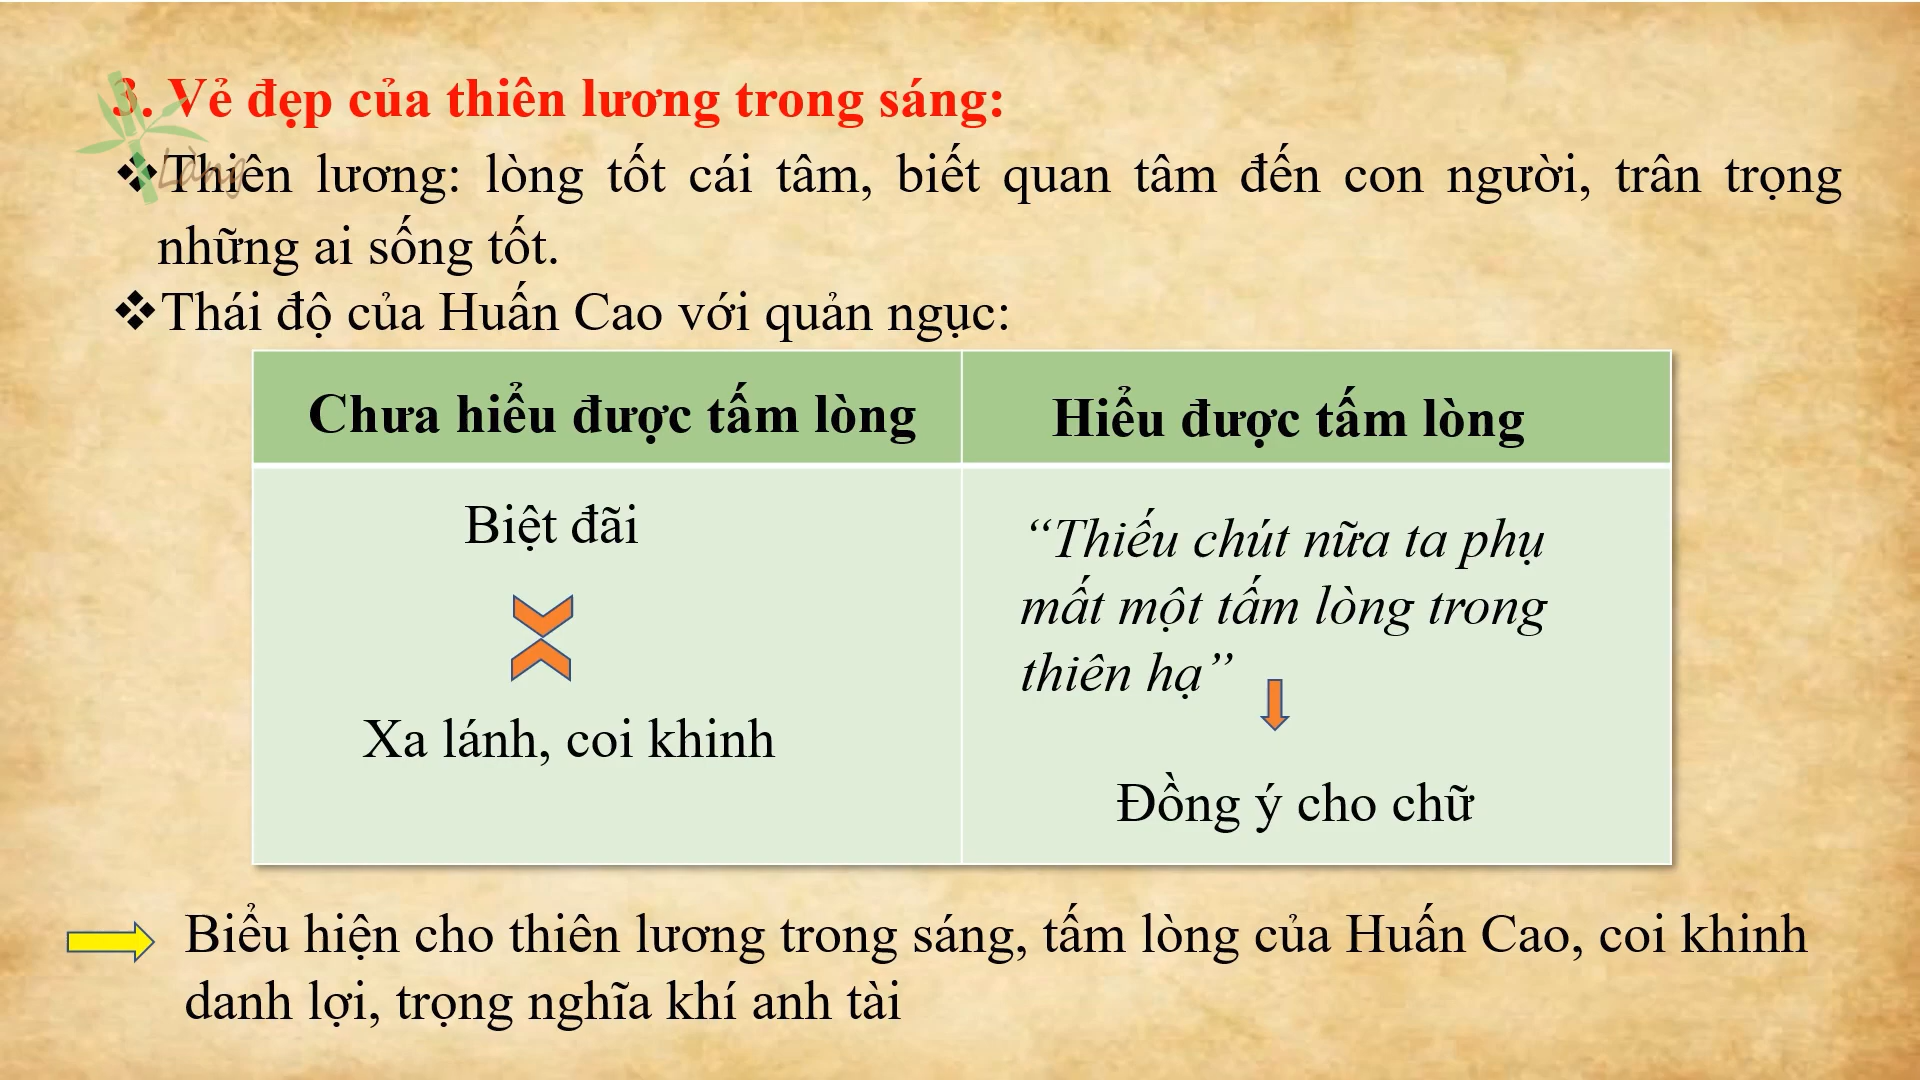 3. Vẻ đẹp của thiên lương trong sáng:
Làng
❖Thiên lương: lòng tốt cái tâm, biết quan tâm đến con người, trân trọng
những ai sống tốt.
❖Thái độ của Huấn Cao với quản ngục:
Chưa hiểu được tấm lòng
Hiểu được tấm lòng
Biệt đãi
Xa lánh, coi khinh
“Thiếu chút nữa ta phụ
mất một tấm lòng trong
thiên hạ”
Đồng ý cho chữ
Biểu hiện cho thiên lương trong sáng, tấm lòng của Huấn Cao, coi khinh
danh lợi, trọng nghĩa khí anh tài